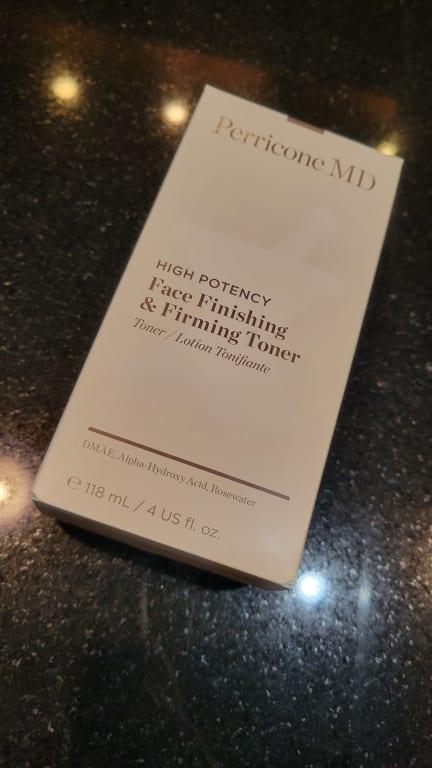 Perricone MD
HIGH POTENCY
Face Finishing
& Firming Toner
Toner / Lotion Tonifiante
DMAE, Alpha-Hydroxy Acid, Rosewater
℮ 118 mL / 4 US fl. oz.